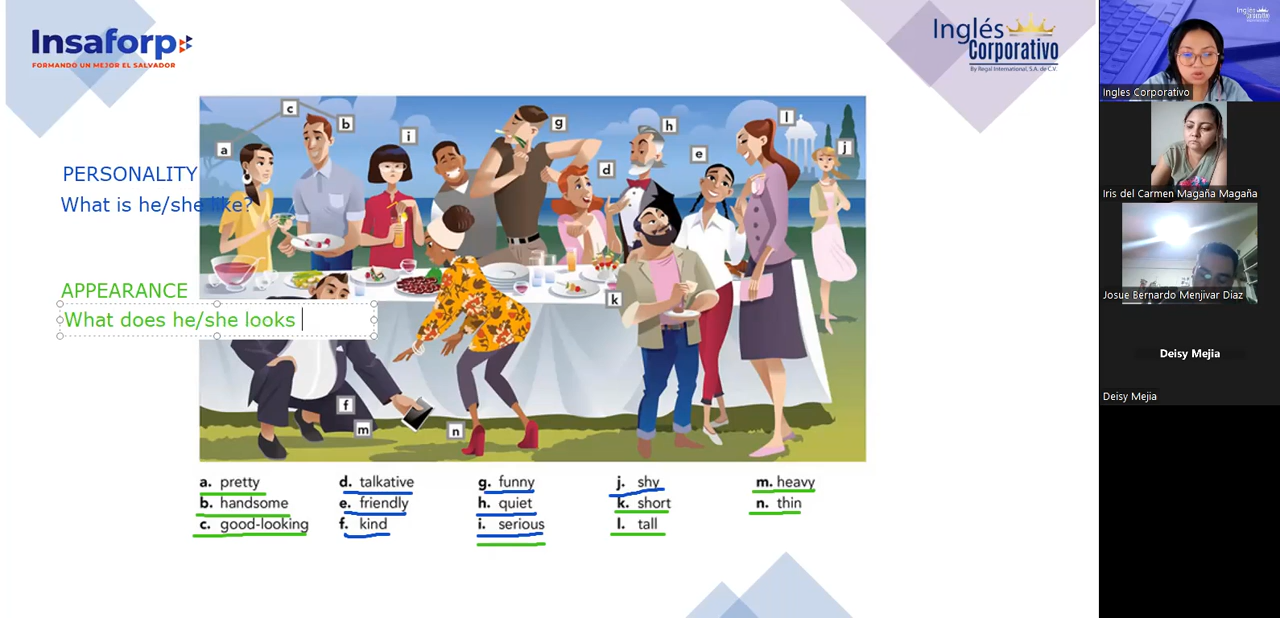 Insaforp
FORMANDO UN MEJOR EL SALVADOR
Inglés
Corporativo
By Regal International, S.A. de C.V.
PERSONALITY
What is he/she like?
APPEARANCE
What does he/she looks
c
b
a
i
g
h
l
d
e
j
k
f
m
n
a. pretty
b. handsome
c. good-looking
d. talkative
e. friendly
f. kind
g. funny
h. quiet
i. serious
j. shy
k. short
l. tall
m. heavy
n. thin
Inglés
Corporativo
Ingles Corporativo
Iris del Carmen Magaña Magaña
Josue Bernardo Menjivar Diaz
Deisy Mejia
Deisy Mejia